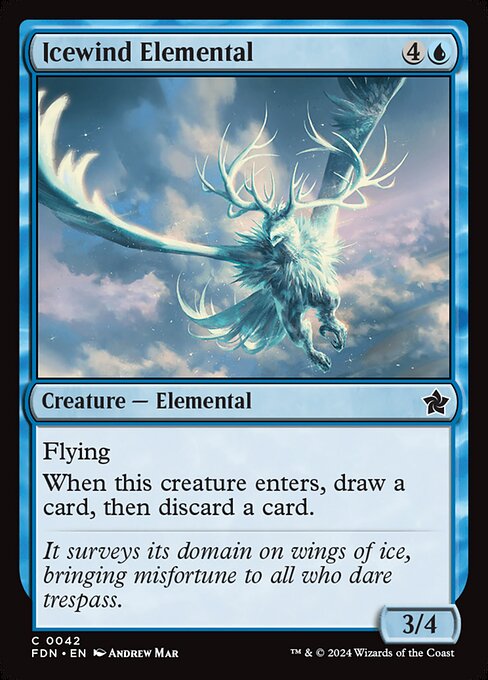 Icewind Elemental 4
Creature — Elemental
Flying
When this creature enters, draw a
card, then discard a card.
It surveys its domain on wings of ice,
bringing misfortune to all who dare
trespass.
3/4
C 0042
FDN • EN Andrew Mar
™ & © 2024 Wizards of the Coast